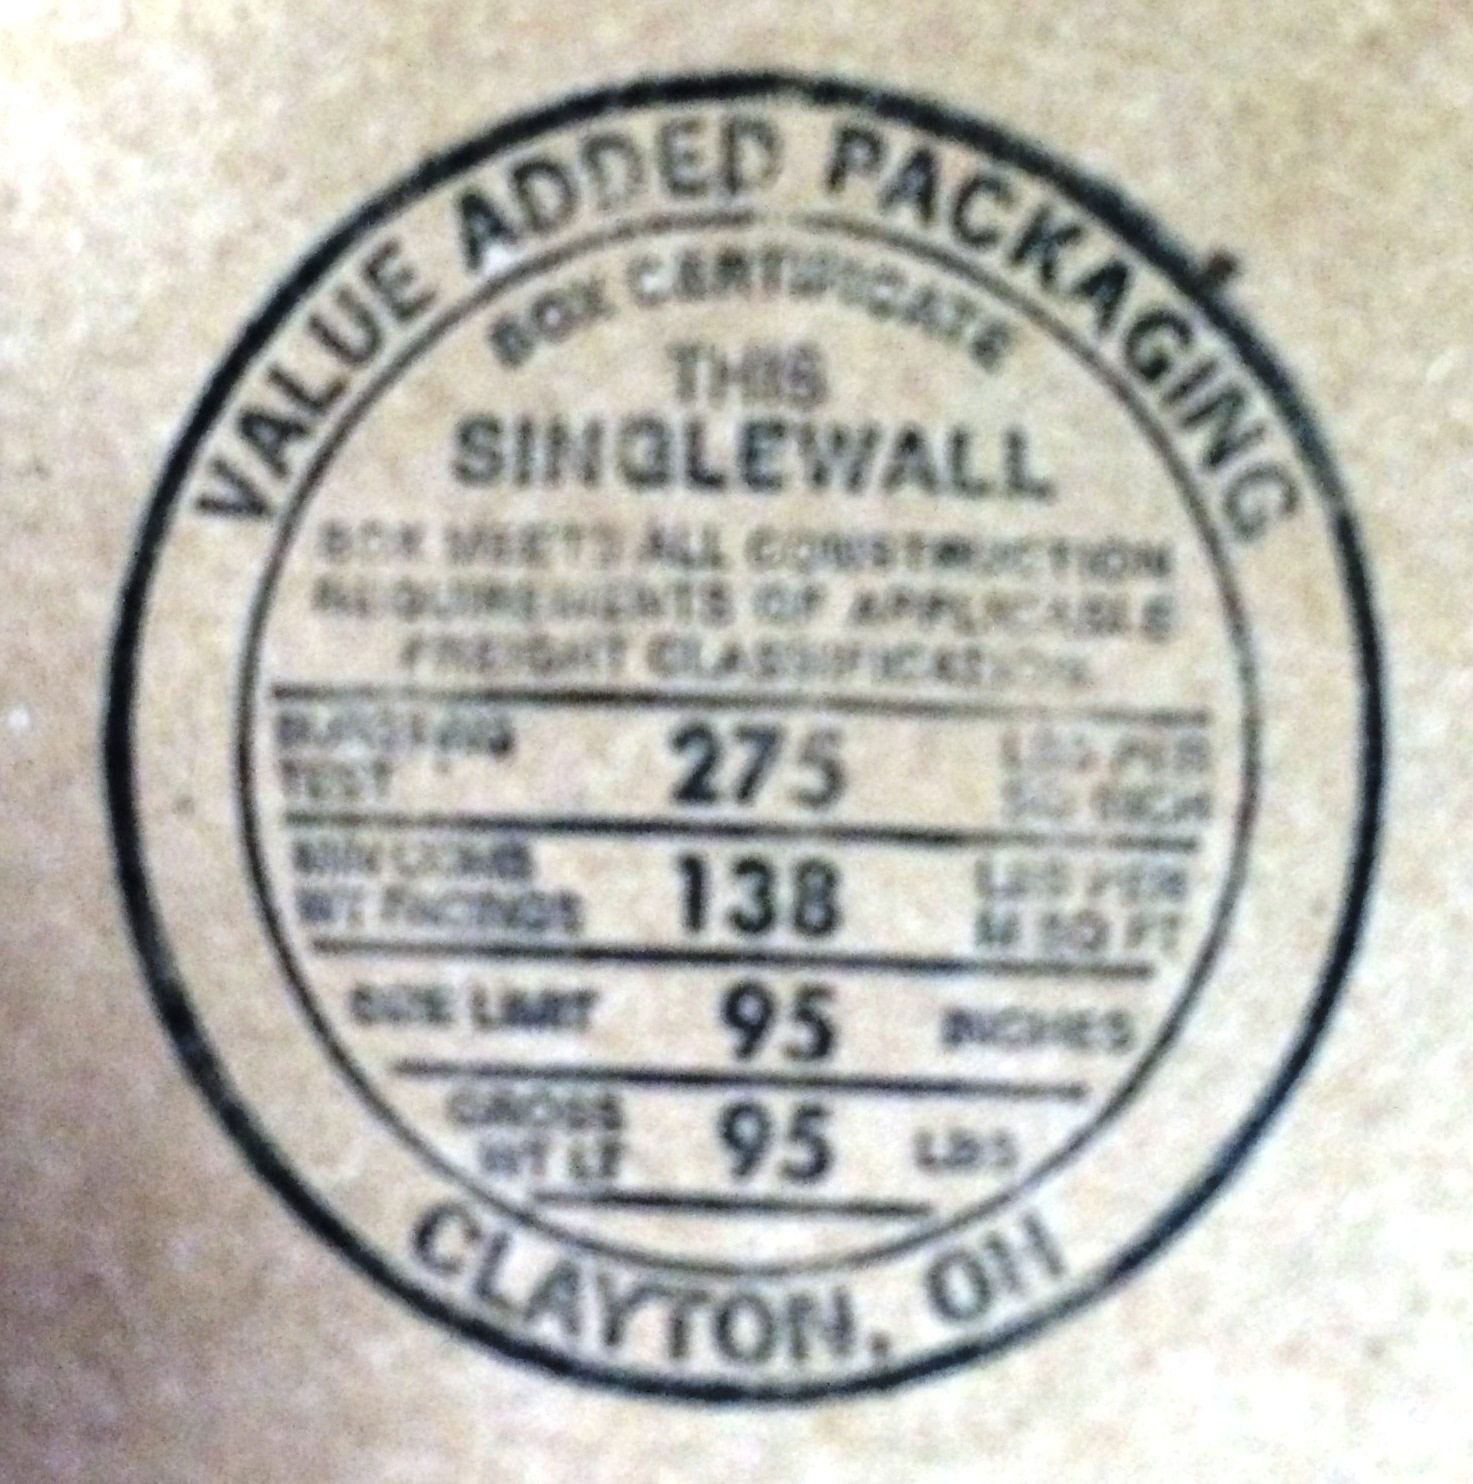 VALUE ADDED PACKAGING
BOX CERTIFICATE
THIS
SINGLEWALL
BOX MEETS ALL CONSTRUCTION
REQUIREMENTS OF APPLICABLE
FREIGHT CLASSIFICATION
BURSTING TEST 275 LBS PER SQ INCH
MIN COMB WT FACINGS 138 LBS PER M SQ FT
SIZE LIMIT 95 INCHES
GROSS WT LT 95 LBS
CLAYTON, OH